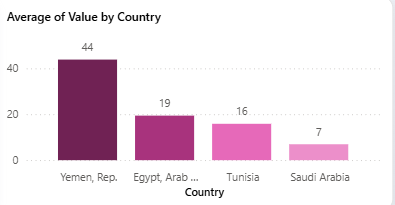 Average of Value by Country
44
40
19
20
16
7
0
Yemen, Rep. Egypt, Arab ... Tunisia Saudi Arabia
Country